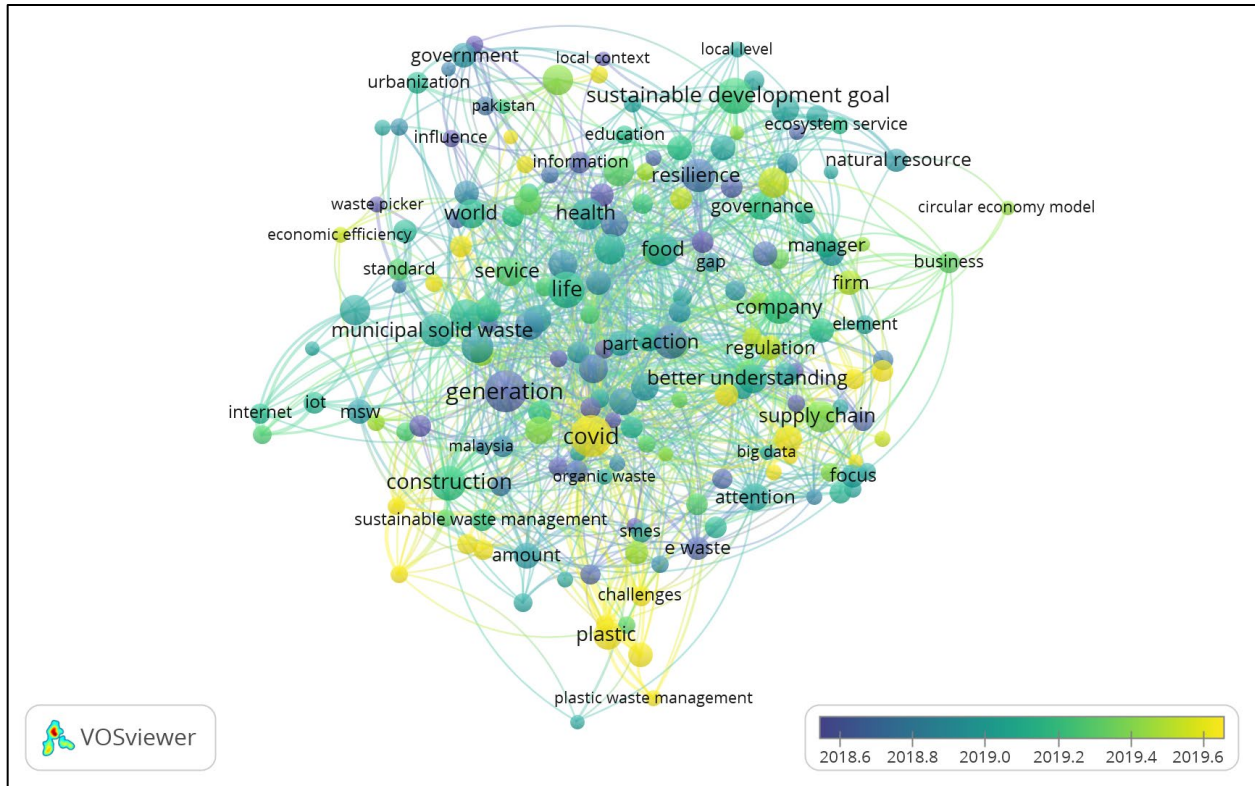 government
local context
local level
urbanization
sustainable development goal
pakistan
ecosystem service
influence
education
information
resilience
natural resource
waste picker
world
health
governance
circular economy model
economic efficiency
food
manager
standard
service
gap
business
life
firm
company
element
municipal solid waste
part
action
regulation
better understanding
generation
internet
iot
msw
supply chain
covid
malaysia
big data
construction
organic waste
focus
attention
sustainable waste management
smes
amount
e waste
challenges
plastic
plastic waste management
VOSviewer
2018.6 2018.8 2019.0 2019.2 2019.4 2019.6